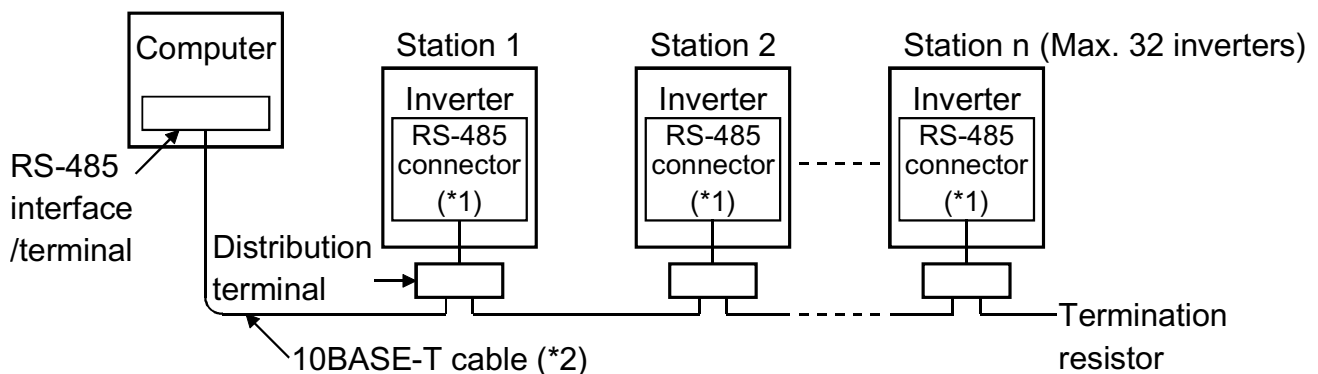 Computer
Station 1
Station 2
Station n (Max. 32 inverters)
Inverter
RS-485
connector
(*1)
Inverter
RS-485
connector
(*1)
Inverter
RS-485
connector
(*1)
RS-485
interface
/terminal
Distribution
terminal
10BASE-T cable (*2)
Termination
resistor